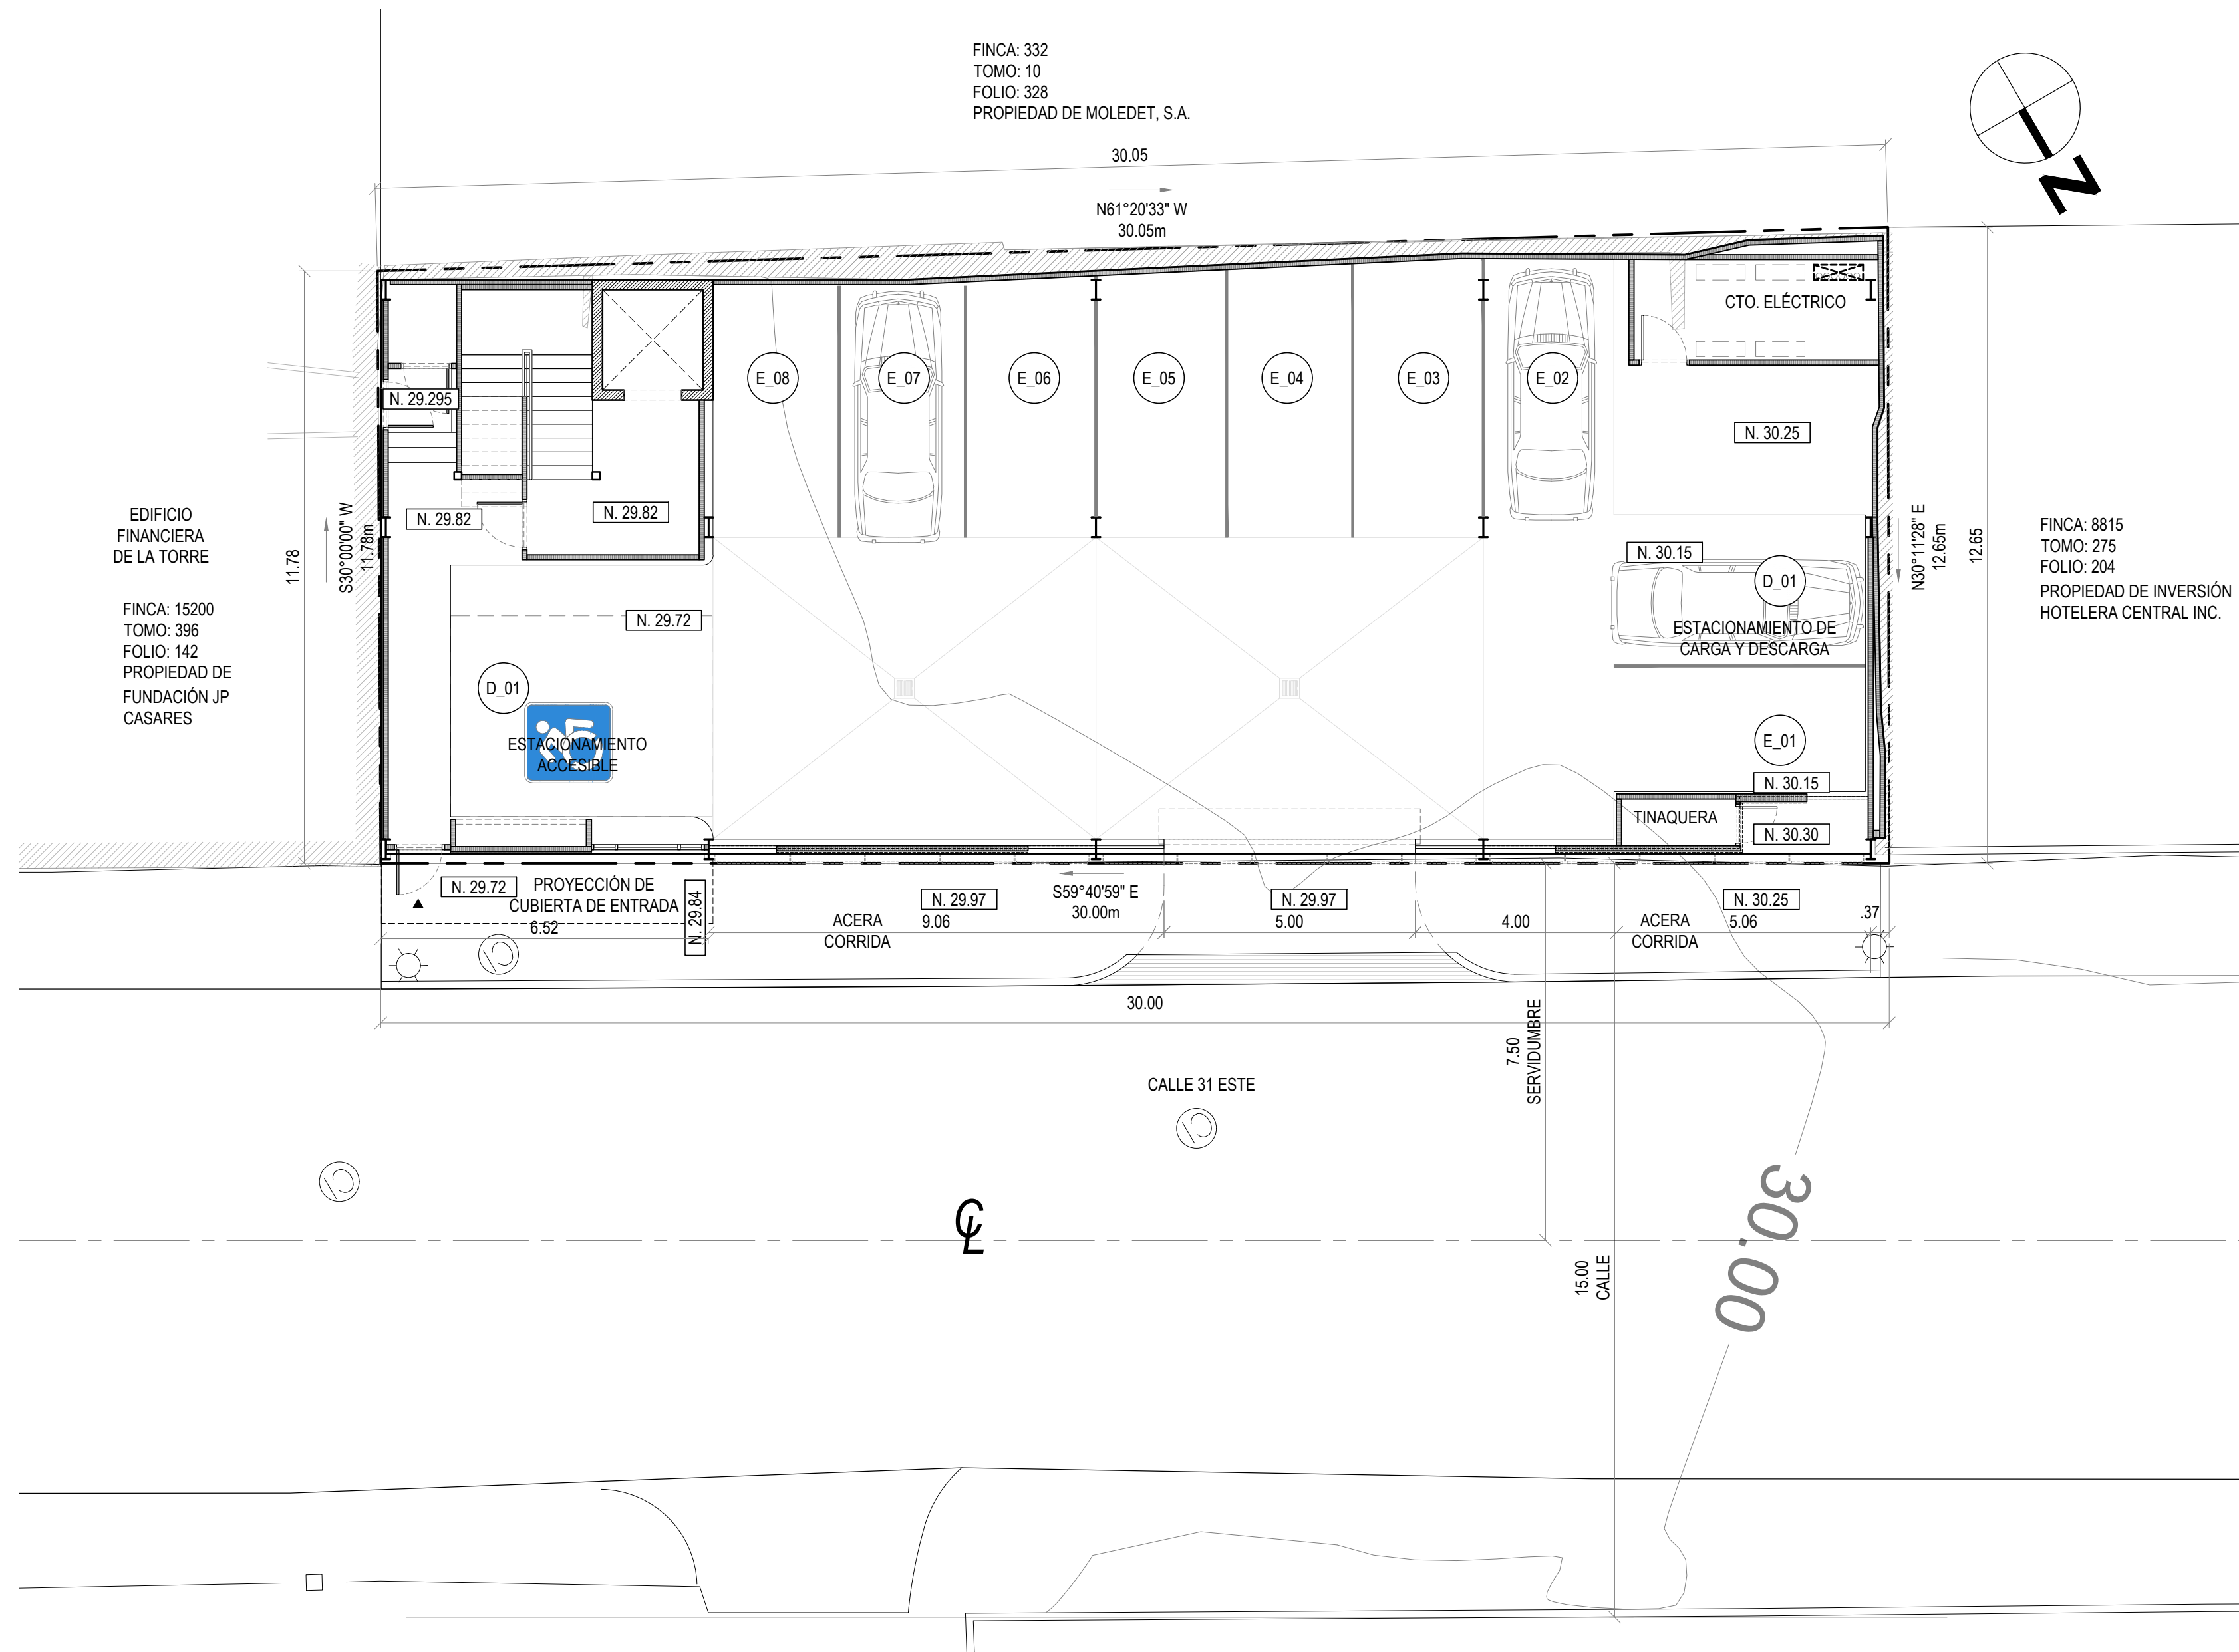 FINCA: 332
TOMO: 10
FOLIO: 328
PROPIEDAD DE MOLEDET, S.A.
N
30.05
N61°20'33" W
30.05m
CTO. ELÉCTRICO
E_08
E_07
E_06
E_05
E_04
E_03
E_02
N. 29.295
N. 30.25
N. 29.82
N. 29.82
EDIFICIO
FINANCIERA
DE LA TORRE
FINCA: 15200
TOMO: 396
FOLIO: 142
PROPIEDAD DE
FUNDACIÓN JP
CASARES
11.78
S30°00'00" W
11.78m
N. 30.15
D_01
ESTACIONAMIENTO DE
CARGA Y DESCARGA
N30°11'28" E
12.65m
12.65
FINCA: 8815
TOMO: 275
FOLIO: 204
PROPIEDAD DE INVERSIÓN
HOTELERA CENTRAL INC.
N. 29.72
D_01
ESTACIONAMIENTO
ACCESIBLE
E_01
N. 30.15
TINAQUERA
N. 30.30
N. 29.72
PROYECCIÓN DE
CUBIERTA DE ENTRADA
6.52
N. 29.84
N. 29.97
ACERA
CORRIDA
9.06
S59°40'59" E
30.00m
N. 29.97
5.00
4.00
ACERA
CORRIDA
N. 30.25
5.06
.37
30.00
7.50
SERVIDUMBRE
CALLE 31 ESTE
CL
15.00
CALLE
30.00